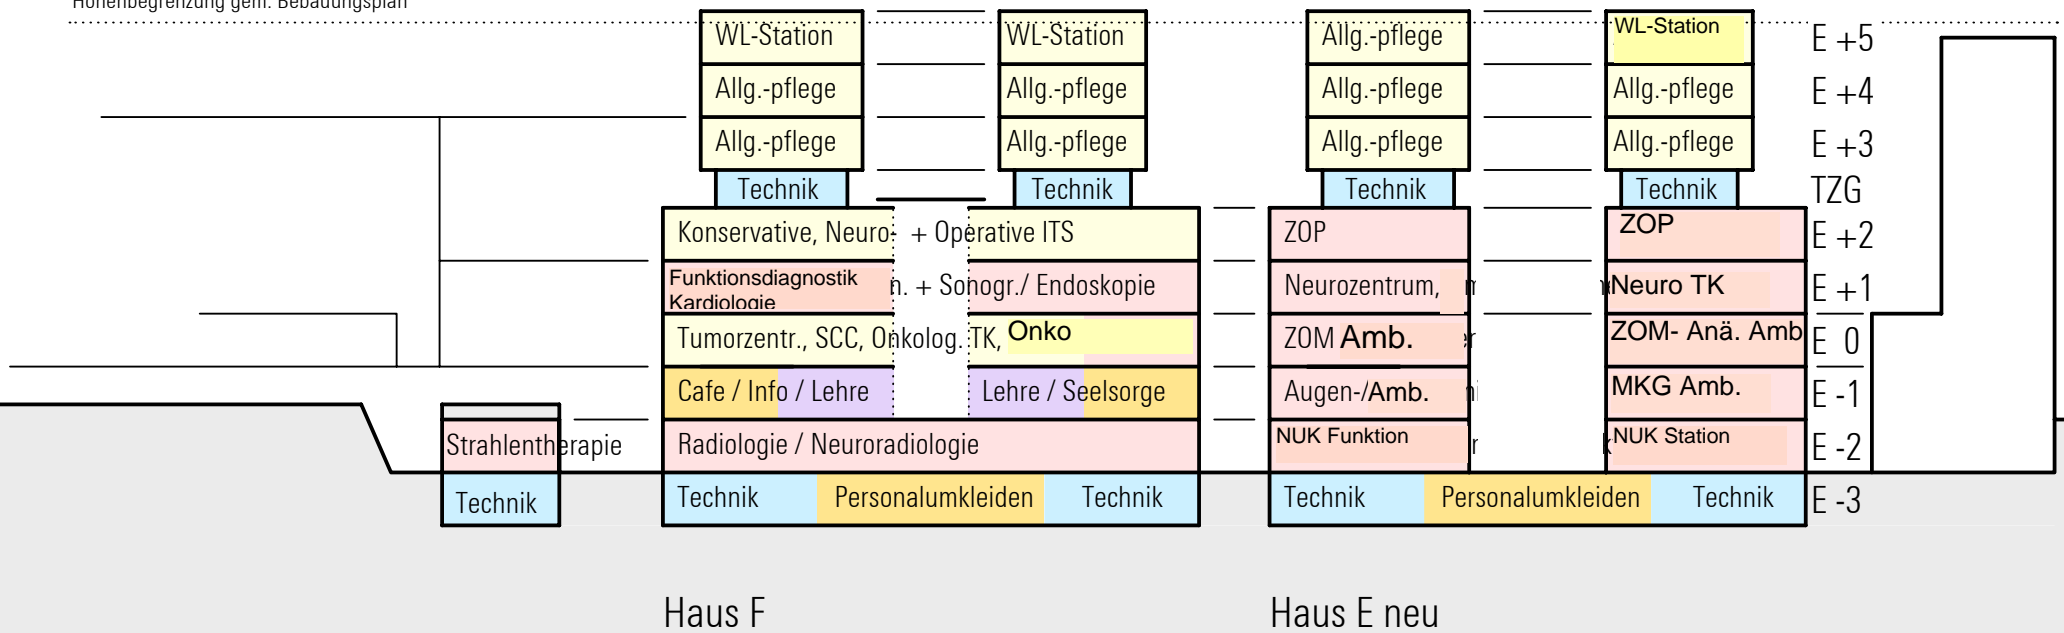 Höhenbegrenzung gem. Bebauungsplan
WL-Station WL-Station Allg.-pflege WL-Station E +5
Allg.-pflege Allg.-pflege Allg.-pflege Allg.-pflege E +4
Allg.-pflege Allg.-pflege Allg.-pflege Allg.-pflege E +3
Technik Technik Technik Technik TZG
Konservative, Neuro- + Operative ITS ZOP ZOP E +2
Funktionsdiagnostik
Kardiologie + Sonogr./ Endoskopie Neurozentrum, Neuro TK E +1
Tumorzentr., SCC, Onkolog. TK, Onko ZOM Amb. ZOM- Anä. Amb E 0
Cafe / Info / Lehre Lehre / Seelsorge Augen-/Amb. MKG Amb. E -1
Strahlentherapie Radiologie / Neuroradiologie NUK Funktion NUK Station E -2
Technik Technik Personalumkleiden Technik Technik Personalumkleiden Technik E -3
Haus F Haus E neu